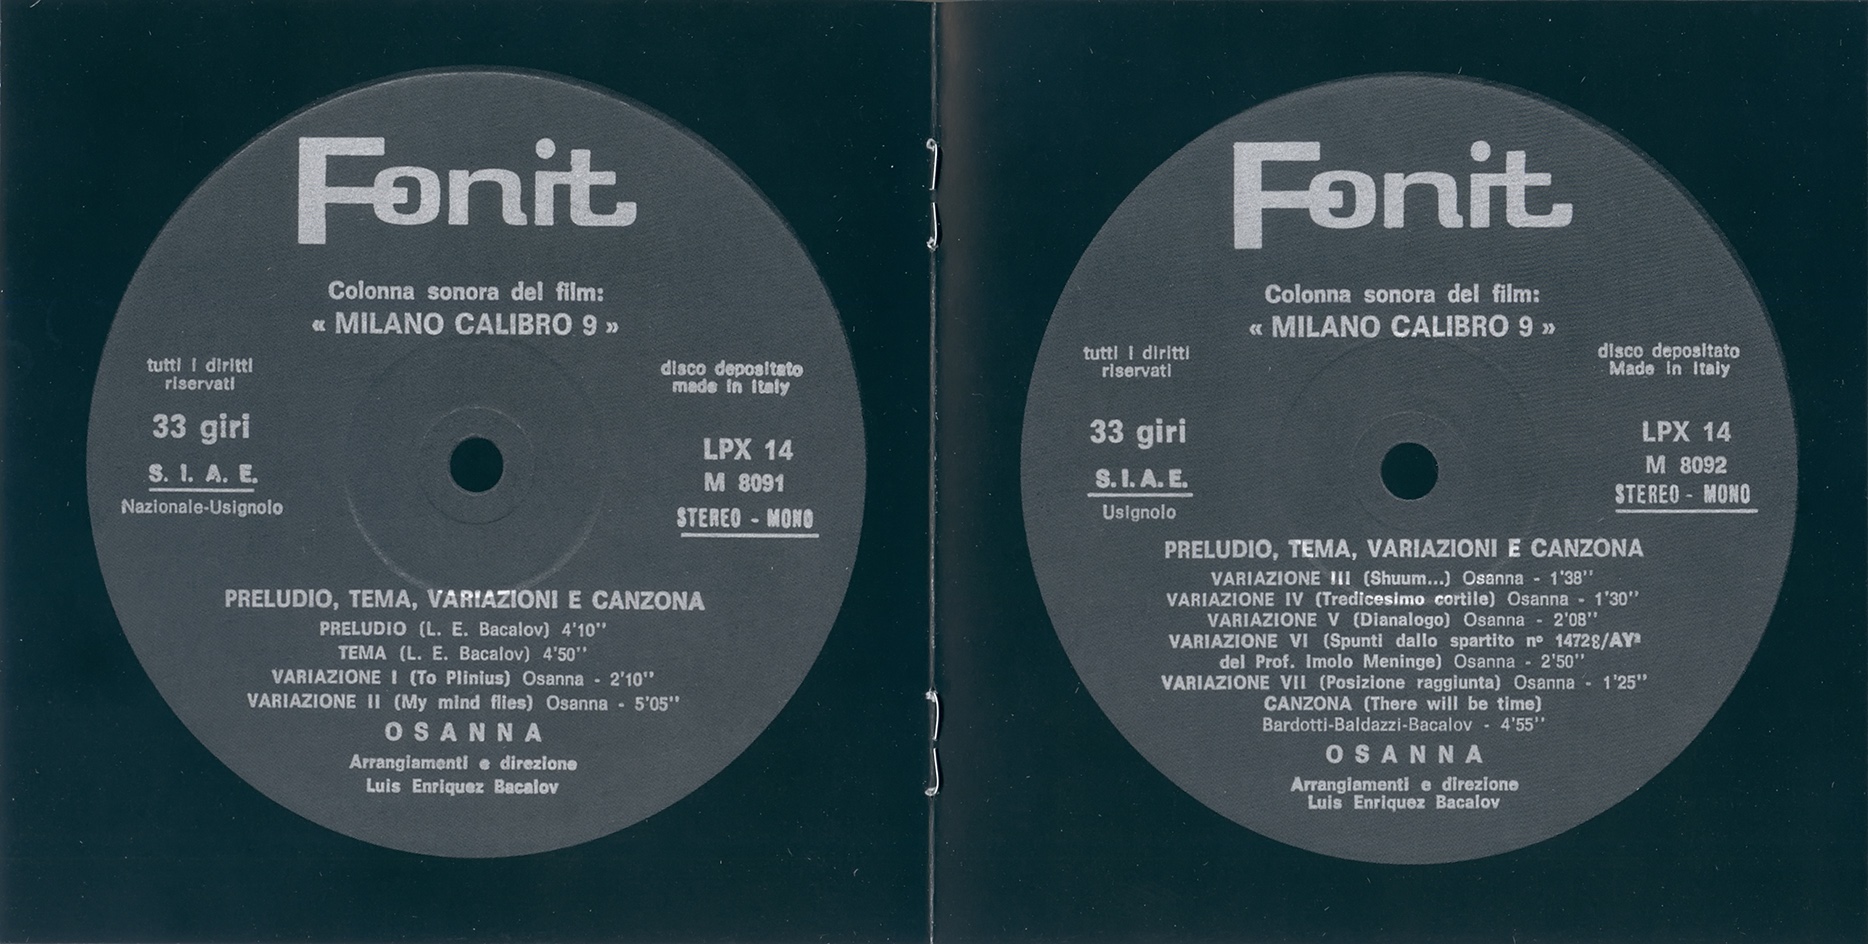 Fonit
Colonna sonora del film:
« MILANO CALIBRO 9 »
tutti i diritti
riservati
disco depositato
made in Italy
33 giri
LPX 14
S. I. A. E.
M 8091
Nazionale-Usignolo
STEREO - MONO
PRELUDIO, TEMA, VARIAZIONI E CANZONA
PRELUDIO (L. E. Bacalov) 4'10''
TEMA (L. E. Bacalov) 4'50''
VARIAZIONE I (To Plinius) Osanna - 2'10''
VARIAZIONE II (My mind flies) Osanna - 5'05''
OSANNA
Arrangiamenti e direzione
Luis Enriquez Bacalov
Fonit
Colonna sonora del film:
« MILANO CALIBRO 9 »
tutti i diritti
riservati
disco depositato
Made in Italy
33 giri
LPX 14
M 8092
S. I. A. E.
STEREO - MONO
Usignolo
PRELUDIO, TEMA, VARIAZIONI E CANZONA
VARIAZIONE III (Shuum...) Osanna - 1'38''
VARIAZIONE IV (Tredicesimo cortile) Osanna - 1'30''
VARIAZIONE V (Dianalogo) Osanna - 2'08''
VARIAZIONE VI (Spunti dallo spartito nº 14728/AYª
del Prof. Imolo Meninge) Osanna - 2'50''
VARIAZIONE VII (Posizione raggiunta) Osanna - 1'25''
CANZONA (There will be time)
Bardotti-Baldazzi-Bacalov - 4'55''
OSANNA
Arrangiamenti e direzione
Luis Enriquez Bacalov